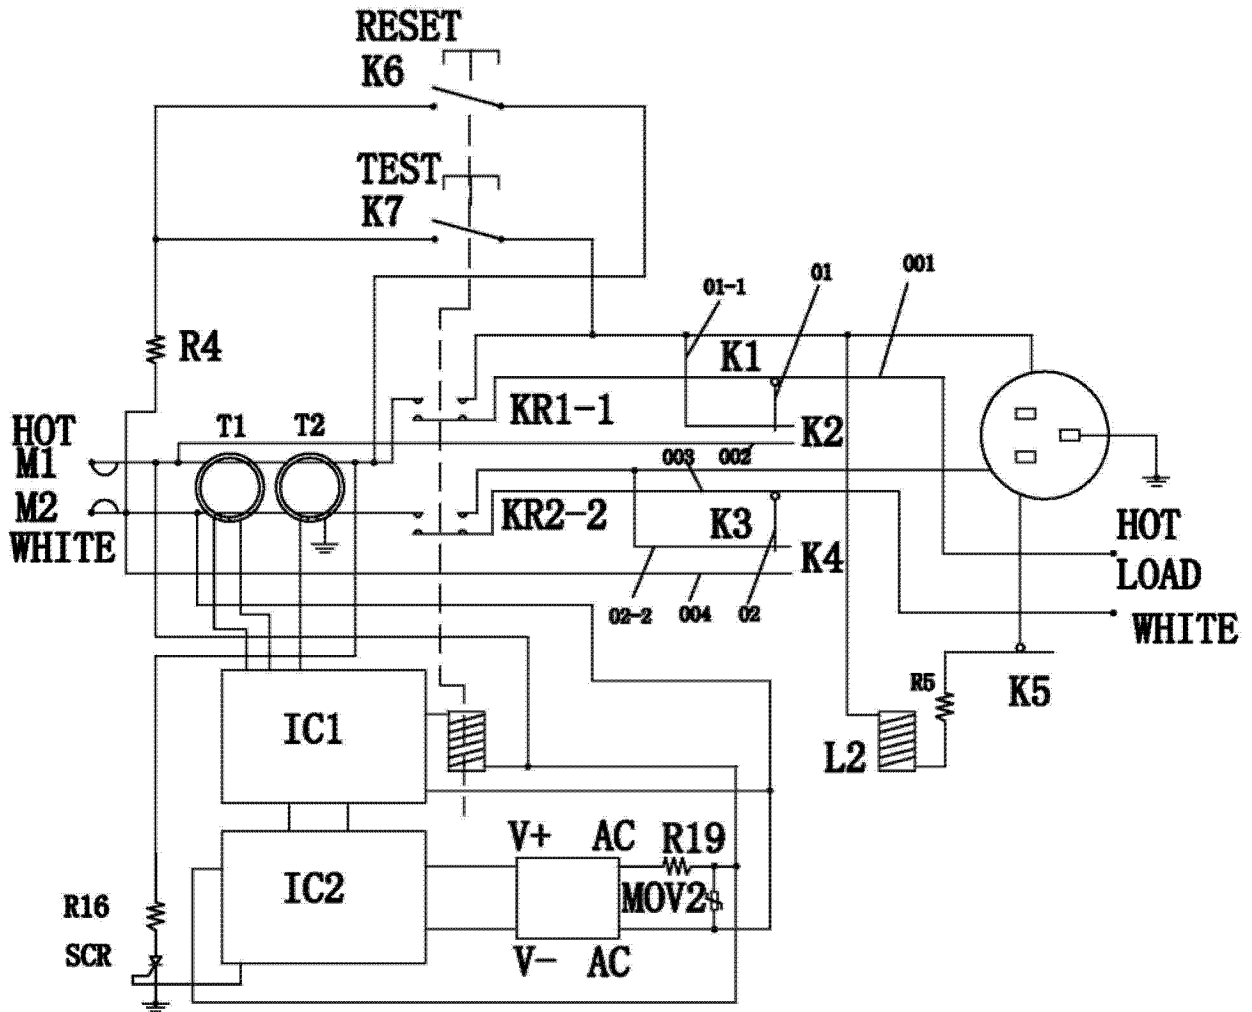 RESET
K6
TEST
K7
01-1
01
001
R4
K1
HOT
T1
T2
KR1-1
K2
M1
003
002
M2
KR2-2
K3
HOT
WHITE
K4
LOAD
02-2
004
02
WHITE
R5
K5
IC1
L2
V+
AC
R19
IC2
MOV2
R16
SCR
V-
AC